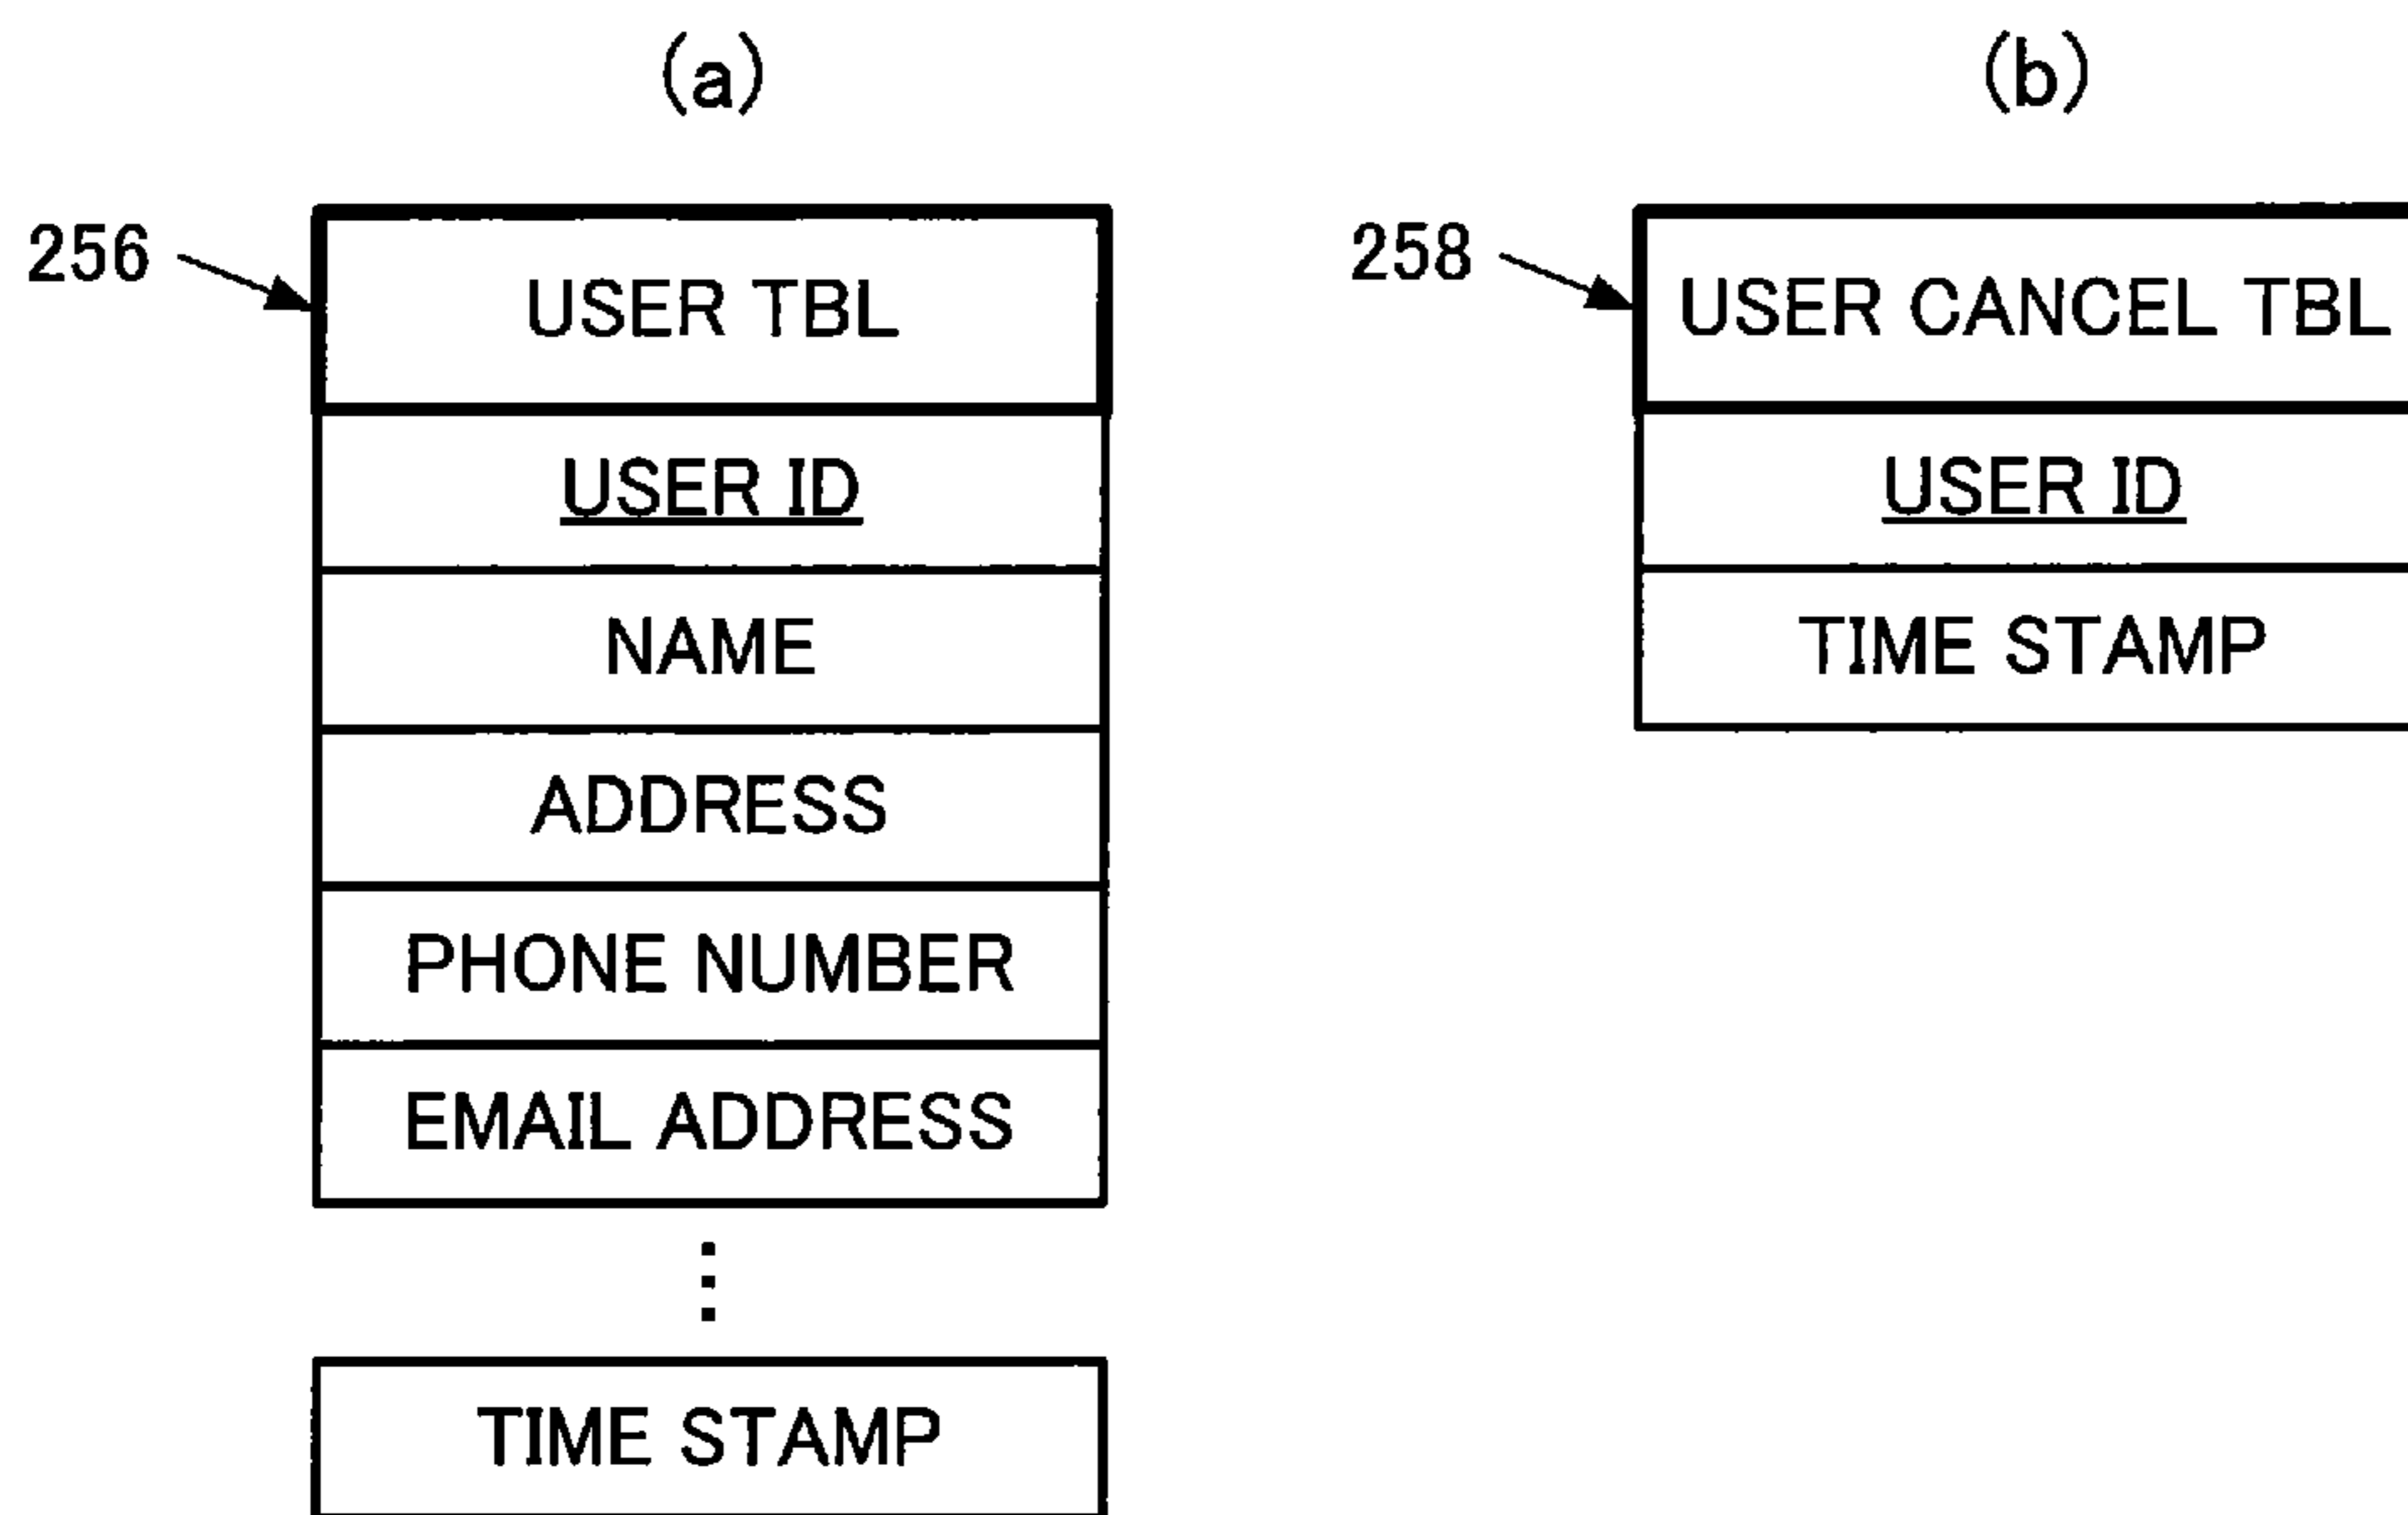 (a)
256
USER TBL
USER ID
NAME
ADDRESS
PHONE NUMBER
EMAIL ADDRESS
TIME STAMP
(b)
258
USER CANCEL TBL
USER ID
TIME STAMP